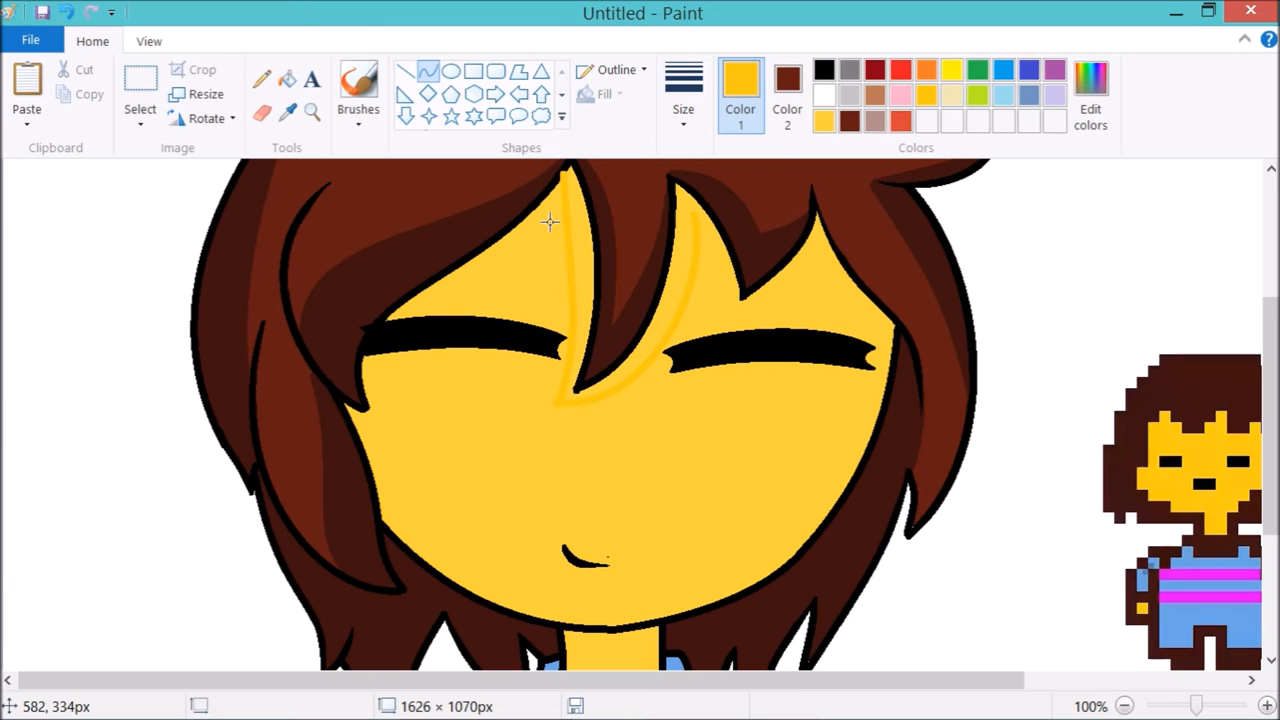 Untitled - Paint
File
Home
View
Paste
Cut
Copy
Clipboard
Select
Crop
Resize
Rotate
Image
A
Tools
Brushes
Outline
Fill
Shapes
Size
Color 1
Color 2
Edit colors
Colors
582, 334px
1626 × 1070px
100%